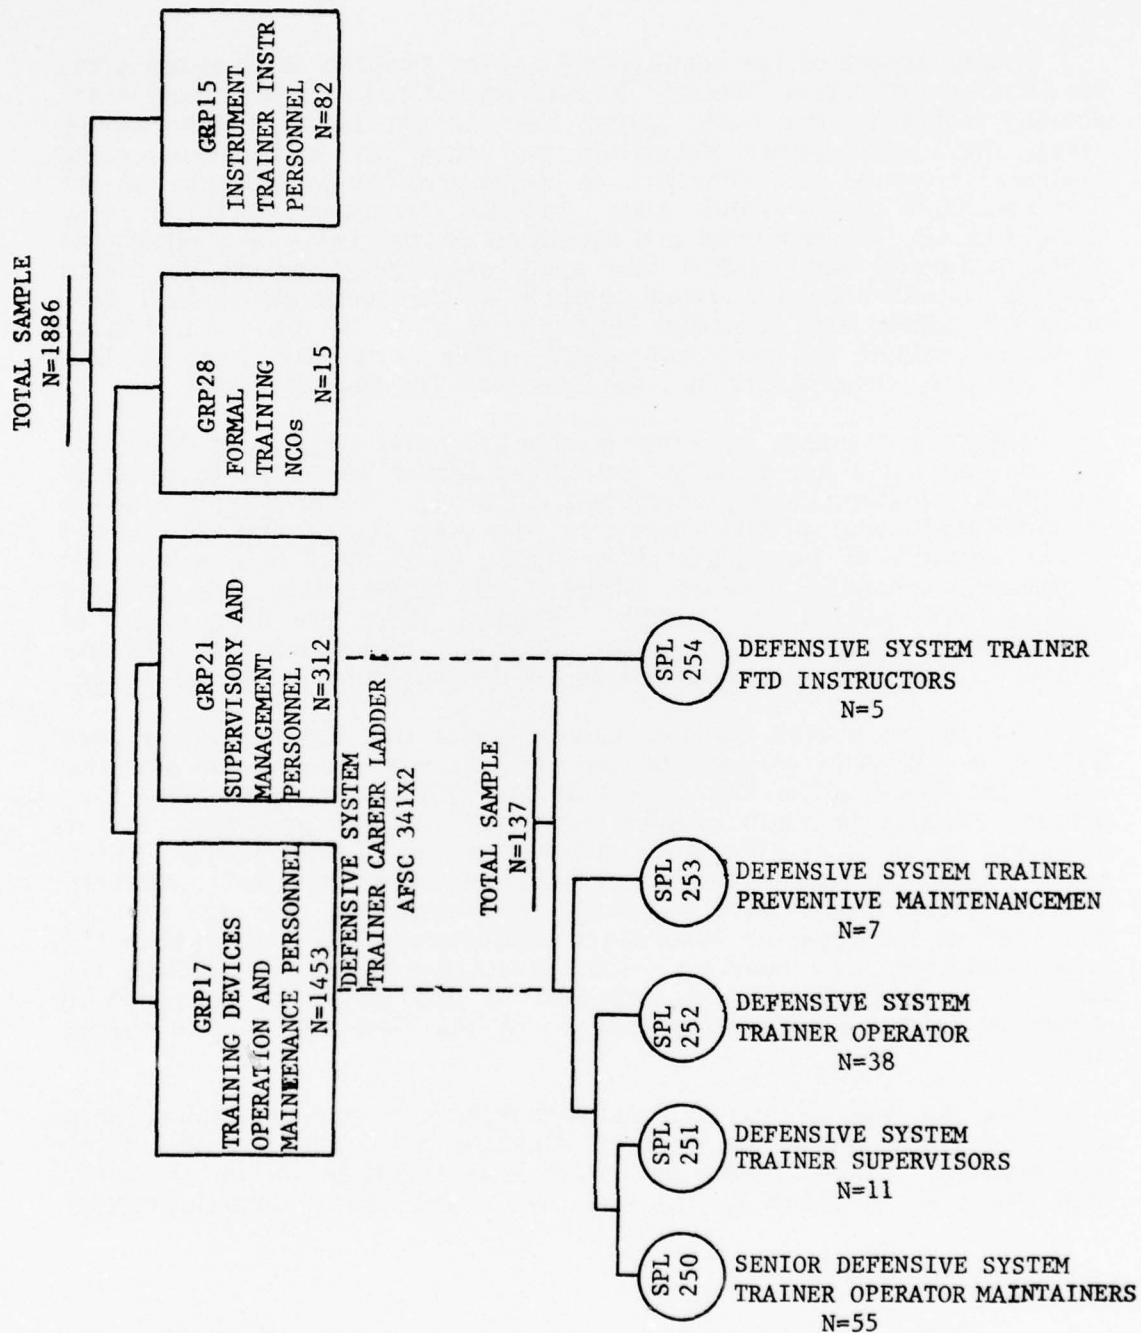 TOTAL SAMPLE
N=1886
GRP17
TRAINING DEVICES
OPERATION AND
MAINEENANCE PERSONNEL
N=1453
GRP21
SUPERVISORY AND
MANAGEMENT
PERSONNEL
N=312
GRP28
FORMAL
TRAINING
NCOs
N=15
GRP15
INSTRUMENT
TRAINER INSTR
PERSONNEL
N=82
DEFENSIVE SYSTEM
TRAINER CAREER LADDER
AFSC 341X2
TOTAL SAMPLE
N=137
SPL
250
SENIOR DEFENSIVE SYSTEM
TRAINER OPERATOR MAINTAINERS
N=55
SPL
251
DEFENSIVE SYSTEM
TRAINER SUPERVISORS
N=11
SPL
252
DEFENSIVE SYSTEM
TRAINER OPERATOR
N=38
SPL
253
DEFENSIVE SYSTEM TRAINER
PREVENTIVE MAINTENANCEMEN
N=7
SPL
254
DEFENSIVE SYSTEM TRAINER
FTD INSTRUCTORS
N=5